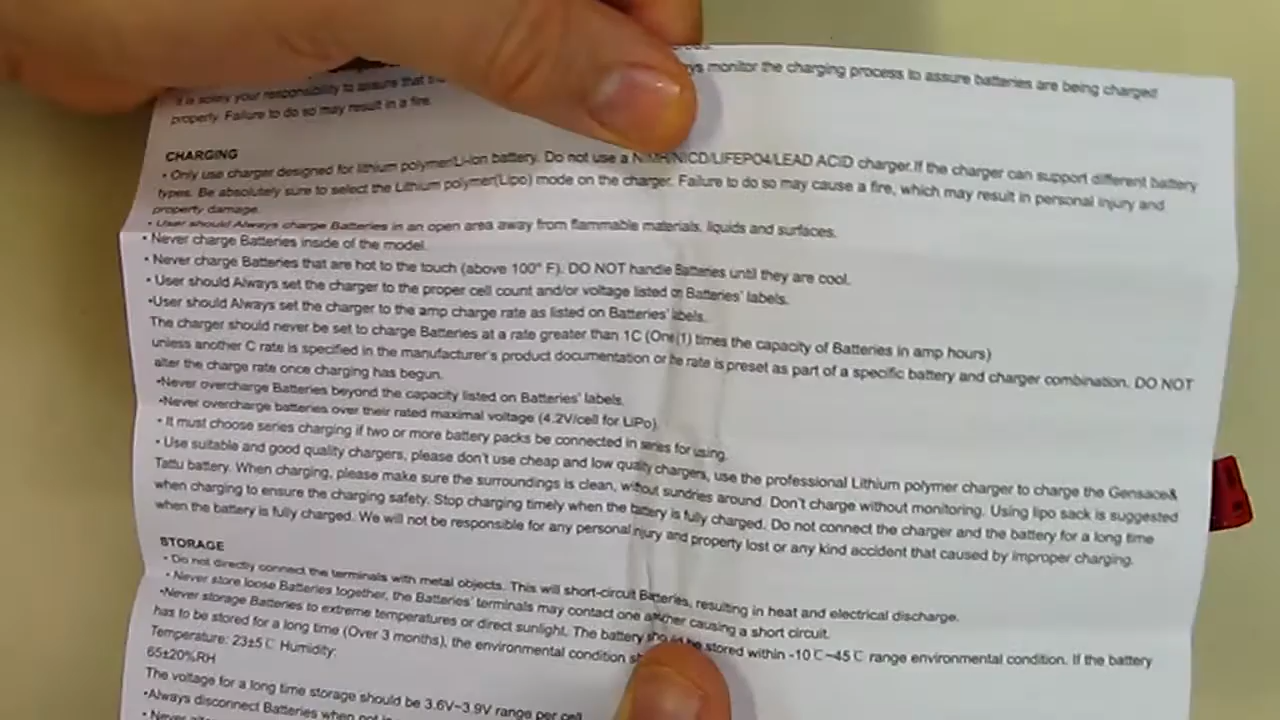 ys monitor the charging process to assure batteries are being charged
It is solely your responsibility to assure that
properly. Failure to do so may result in a fire.
CHARGING
• Only use charger designed for lithium polymer/Li-ion battery. Do not use a NiMH/NICD/LIFEPO4/LEAD ACID charger.If the charger can support different battery
types. Be absolutely sure to select the Lithium polymer(Lipo) mode on the charger. Failure to do so may cause a fire, which may result in personal injury and
property damage.
• User should Always charge Batteries in an open area away from flammable materials, liquids and surfaces.
• Never charge Batteries inside of the model.
• Never charge Batteries that are hot to the touch (above 100° F). DO NOT handle Batteries until they are cool.
• User should Always set the charger to the proper cell count and/or voltage listed on Batteries' labels.
•User should Always set the charger to the amp charge rate as listed on Batteries' labels.
The charger should never be set to charge Batteries at a rate greater than 1C (One(1) times the capacity of Batteries in amp hours)
unless another C rate is specified in the manufacturer's product documentation or he rate is preset as part of a specific battery and charger combination. DO NOT
alter the charge rate once charging has begun.
•Never overcharge Batteries beyond the capacity listed on Batteries' labels.
•Never overcharge batteries over their rated maximal voltage (4.2V/cell for LiPo).
• It must choose series charging if two or more battery packs be connected in series for using.
• Use suitable and good quality chargers, please don't use cheap and low quality chargers, use the professional Lithium polymer charger to charge the Gensace&
Tattu battery. When charging, please make sure the surroundings is clean, without sundries around. Don't charge without monitoring. Using lipo sack is suggested
when charging to ensure the charging safety. Stop charging timely when the battery is fully charged. Do not connect the charger and the battery for a long time
when the battery is fully charged. We will not be responsible for any personal injury and property lost or any kind accident that caused by improper charging.
STORAGE
• Do not directly connect the terminals with metal objects. This will short-circuit Batteries, resulting in heat and electrical discharge.
• Never store loose Batteries together, the Batteries' terminals may contact one another causing a short circuit.
•Never storage Batteries to extreme temperatures or direct sunlight. The battery should be stored within -10℃~45℃ range environmental condition. If the battery
has to be stored for a long time (Over 3 months), the environmental condition
Temperature: 23±5℃ Humidity:
65±20%RH
The voltage for a long time storage should be 3.6V~3.9V range per cell
•Always disconnect Batteries when not
• Never